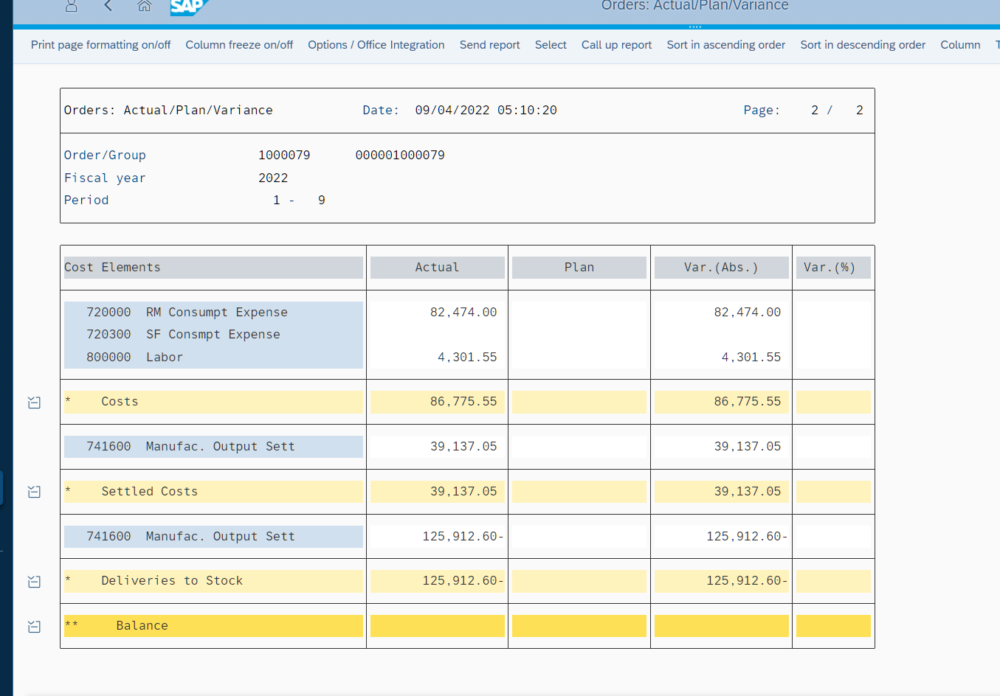 SAP
Orders: Actual/Plan/Variance
Print page formatting on/off Column freeze on/off Options / Office Integration Send report Select Call up report Sort in ascending order Sort in descending order Column T
Orders: Actual/Plan/Variance Date: 09/04/2022 05:10:20 Page: 2 / 2
Order/Group 1000079 000001000079
Fiscal year 2022
Period 1 - 9
Cost Elements Actual Plan Var.(Abs.) Var.(%)
720000 RM Consumpt Expense 82,474.00 82,474.00
720300 SF Consmpt Expense
800000 Labor 4,301.55 4,301.55
* Costs 86,775.55 86,775.55
741600 Manufac. Output Sett 39,137.05 39,137.05
* Settled Costs 39,137.05 39,137.05
741600 Manufac. Output Sett 125,912.60- 125,912.60-
* Deliveries to Stock 125,912.60- 125,912.60-
** Balance